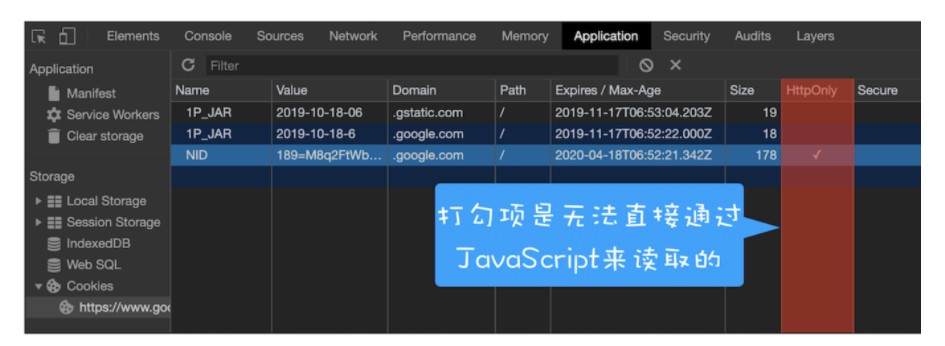 Elements Console Sources Network Performance Memory Application Security Audits Layers
Application
Filter
Manifest
Service Workers
Clear storage
Storage
Local Storage
Session Storage
IndexedDB
Web SQL
Cookies
https://www.goo
Name Value Domain Path Expires / Max-Age Size HttpOnly Secure
1P_JAR 2019-10-18-06 .gstatic.com / 2019-11-17T06:53:04.203Z 19
1P_JAR 2019-10-18-6 .google.com / 2019-11-17T06:52:22.000Z 18
NID 189=M8q2FtWb... .google.com / 2020-04-18T06:52:21.342Z 178 ✓
打勾项是无法直接通过
JavaScript来读取的